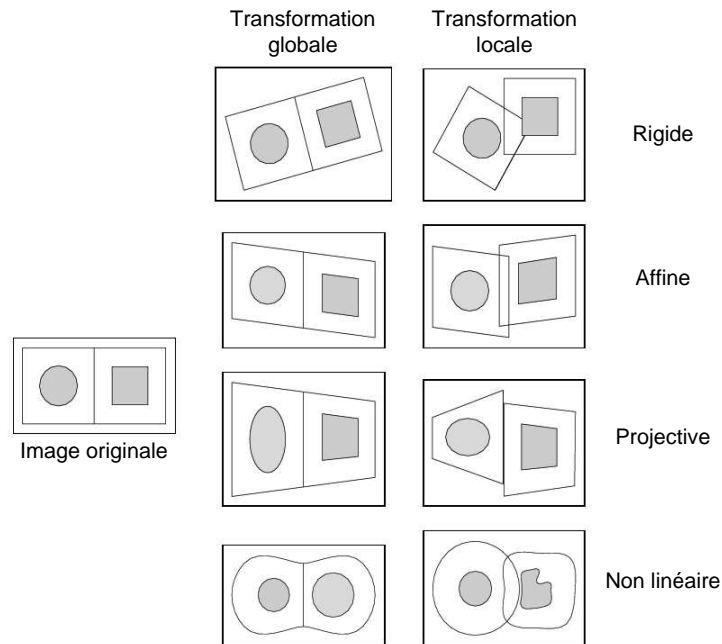 Transformation
globale
Transformation
locale
Rigide
Affine
Image originale
Projective
Non linéaire